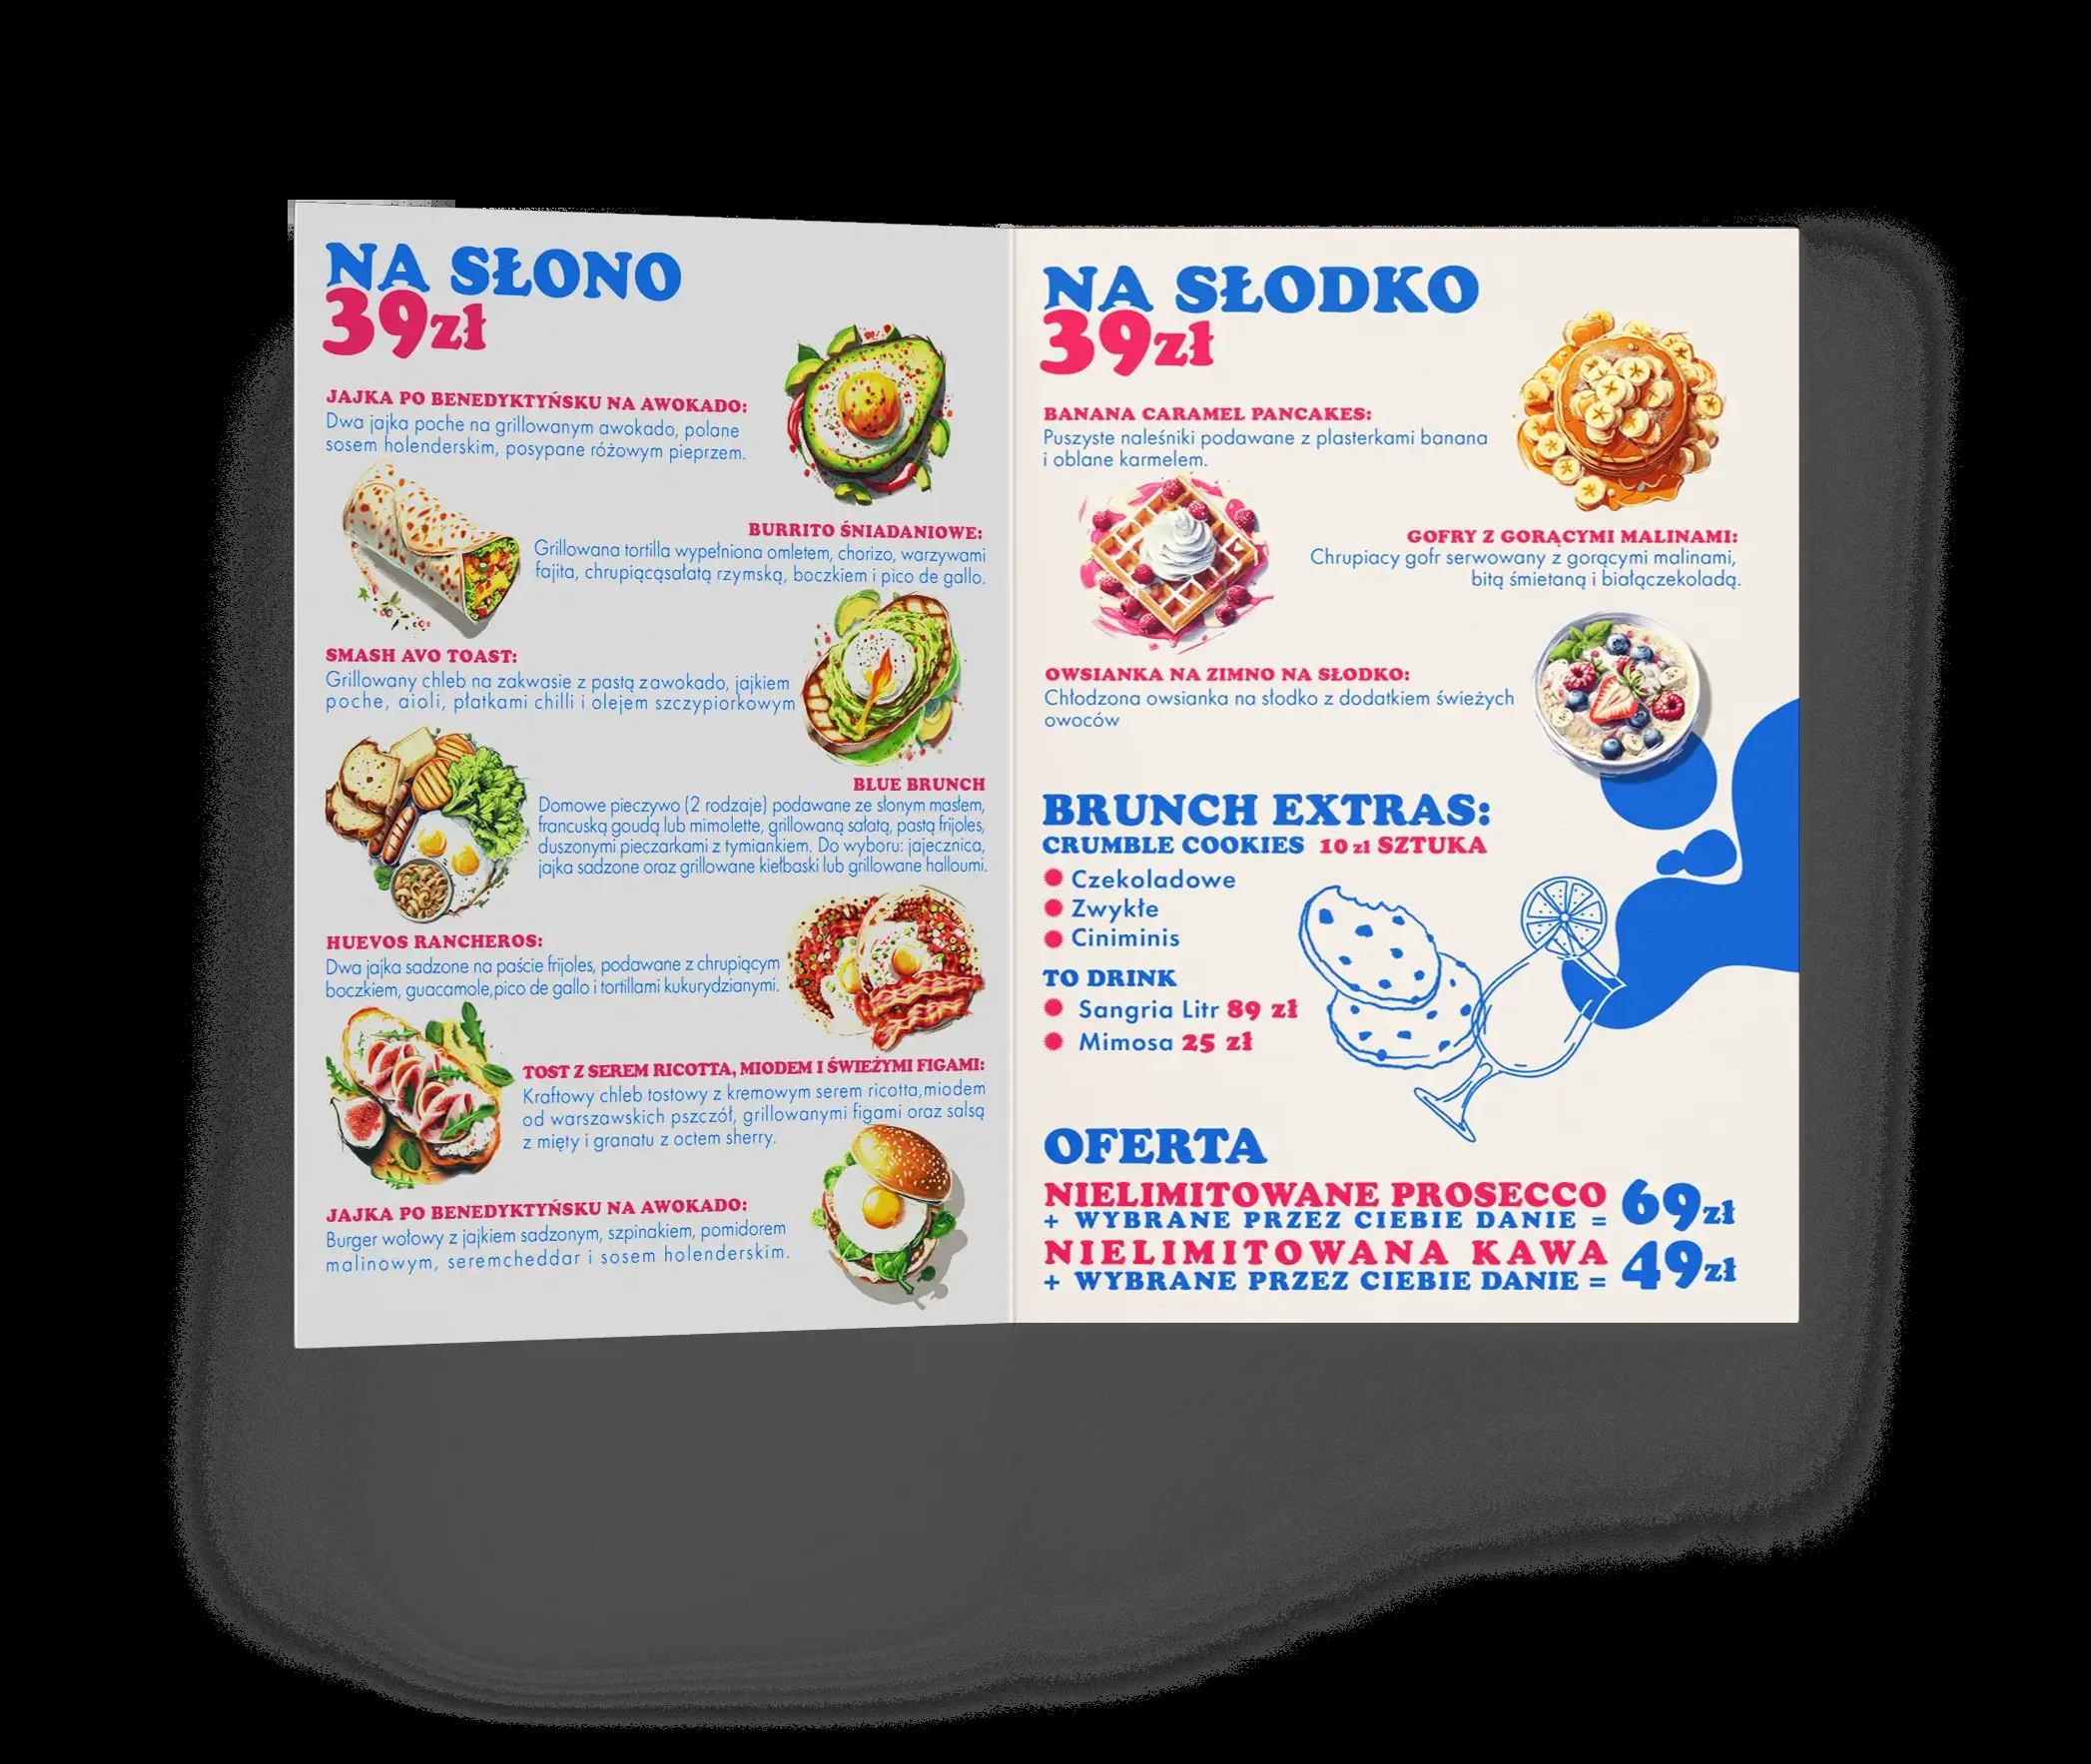 NA SŁONO
39zł
JAJKA PO BENEDYKTYŃSKU NA AWOKADO:
Dwa jajka poche na grillowanym awokado, polane
sosem holenderskim, posypane różowym pieprzem.
BURRITO ŚNIADANIOWE:
Grillowana tortilla wypełniona omletem, chorizo, warzywami
fajita, chrupiącąsałatą rzymską, boczkiem i pico de gallo.
SMASH AVO TOAST:
Grillowany chleb na zakwasie z pastą zawokado, jajkiem
poche, aioli, płatkami chilli i olejem szczypiorkowym
BLUE BRUNCH
Domowe pieczywo (2 rodzaje) podawane ze słonym masłem,
francuską goudą lub mimolette, grillowaną sałatą, pastą frijoles,
duszonymi pieczarkami z tymiankiem. Do wyboru: jajecznica,
jajka sadzone oraz grillowane kiełbaski lub grillowane halloumi.
HUEVOS RANCHEROS:
Dwa jajka sadzone na paście frijoles, podawane z chrupiącym
boczkiem, guacamole,pico de gallo i tortillami kukurydzianymi.
TOST Z SEREM RICOTTA, MIODEM I ŚWIEŻYMI FIGAMI:
Kraftowy chleb tostowy z kremowym serem ricotta,miodem
od warszawskich pszczół, grillowanymi figami oraz salsą
z mięty i granatu z octem sherry.
JAJKA PO BENEDYKTYŃSKU NA AWOKADO:
Burger wołowy z jajkiem sadzonym, szpinakiem, pomidorem
malinowym, seremcheddar i sosem holenderskim.
NA SŁODKO
39zł
BANANA CARAMEL PANCAKES:
Puszyste naleśniki podawane z plasterkami banana
i oblane karmelem.
GOFRY Z GORĄCYMI MALINAMI:
Chrupiacy gofr serwowany z gorącymi malinami,
bitą śmietaną i białączekoladą.
OWSIANKA NA ZIMNO NA SŁODKO:
Chłodzona owsianka na słodko z dodatkiem świeżych
owoców
BRUNCH EXTRAS:
CRUMBLE COOKIES 10 zł SZTUKA
Czekoladowe
Zwykłe
Ciniminis
TO DRINK
Sangria Litr 89 zł
Mimosa 25 zł
OFERTA
NIELIMITOWANE PROSECCO
+ WYBRANE PRZEZ CIEBIE DANIE = 69zł
NIELIMITOWANA KAWA
+ WYBRANE PRZEZ CIEBIE DANIE = 49zł